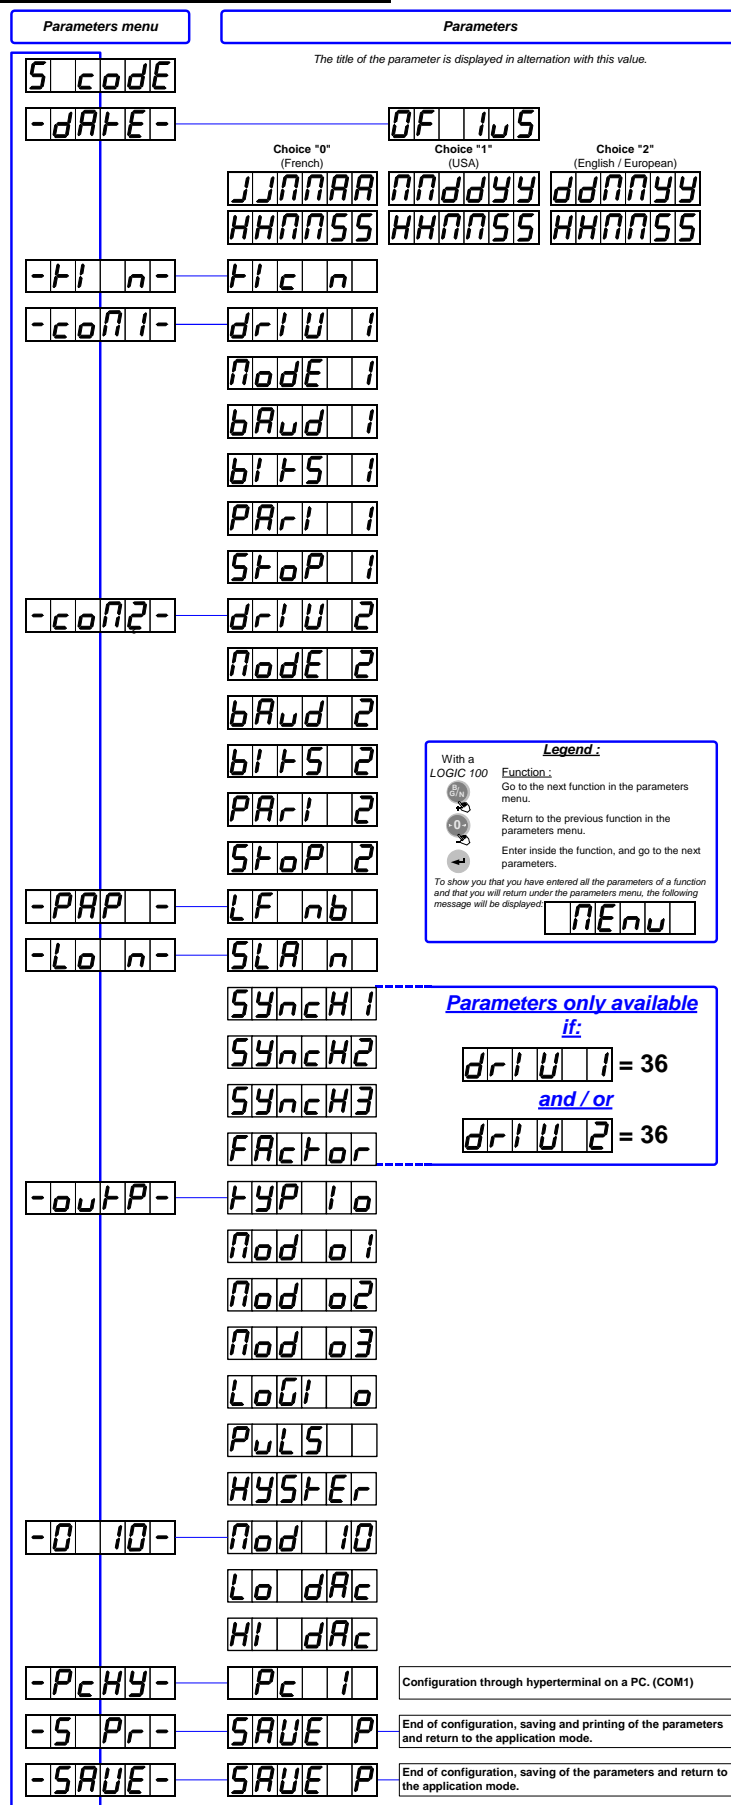 Parameters menu
Parameters
The title of the parameter is displayed in alternation with this value.
S codE
-dAtE-
OF 1uS
Choice "0"
(French)
Choice "1"
(USA)
Choice "2"
(English / European)
JJMMAA
MMddyy
ddMMyy
HHMMSS
HHMMSS
HHMMSS
-tI n-
tIc n
-coM1-
drIU 1
ModE 1
bAud 1
bItS 1
PArI 1
StoP 1
-coM2-
drIU 2
ModE 2
bAud 2
bItS 2
PArI 2
StoP 2
Legend :
With a
LOGIC 100
Function :
B/
G/N
Go to the next function in the parameters
menu.
0
Return to the previous function in the
parameters menu.
Enter inside the function, and go to the next
parameters.
To show you that you have entered all the parameters of a function
and that you will return under the parameters menu, the following
message will be displayed:
MEnu
-PAP -
LF nb
-Lo n-
SLA n
SYncH1
SYncH2
SYncH3
FActor
Parameters only available
if:
drIU 1 = 36
and / or
drIU 2 = 36
-outP-
tYP Io
Mod o1
Mod o2
Mod o3
LoGI o
PuLS
HYStEr
-0 10-
Mod 10
Lo dAc
HI dAc
-PcHY-
Pc 1
Configuration through hyperterminal on a PC. (COM1)
-S Pr-
SAUE P
End of configuration, saving and printing of the parameters
and return to the application mode.
-SAUE-
SAUE P
End of configuration, saving of the parameters and return to
the application mode.